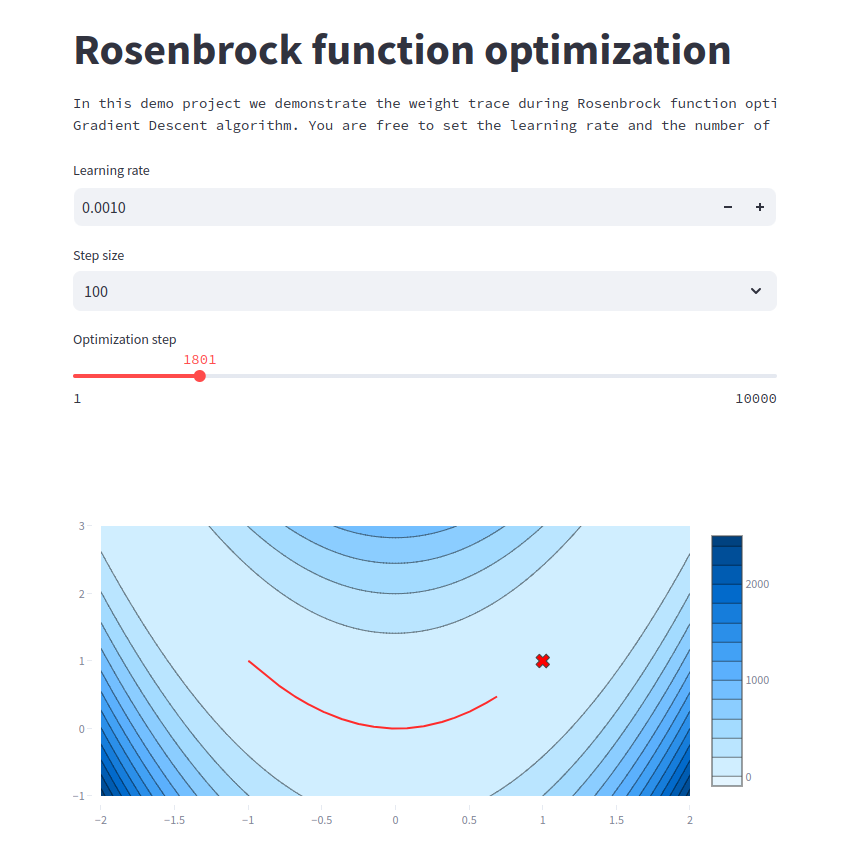 Rosenbrock function optimization
In this demo project we demonstrate the weight trace during Rosenbrock function opti
Gradient Descent algorithm. You are free to set the learning rate and the number of
Learning rate
0.0010
Step size
100
Optimization step
1801
1 10000
3
2
1
0
−1
−2 −1.5 −1 −0.5 0 0.5 1 1.5 2
2000
1000
0